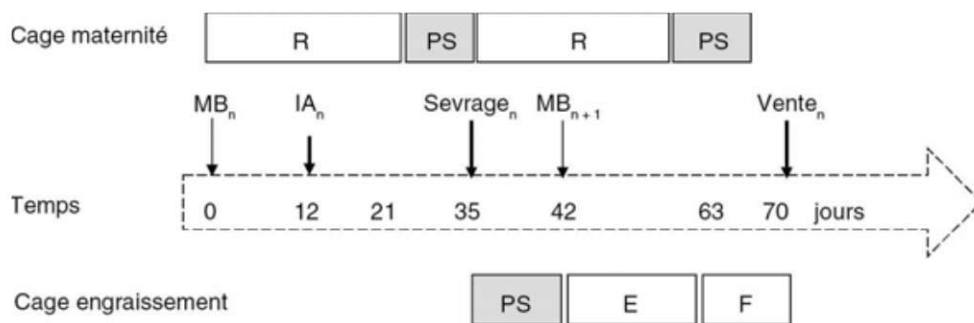 Cage maternité R PS R PS
MBn IAn Sevragen MBn + 1 Venten
Temps 0 12 21 35 42 63 70 jours
Cage engraissement PS E F